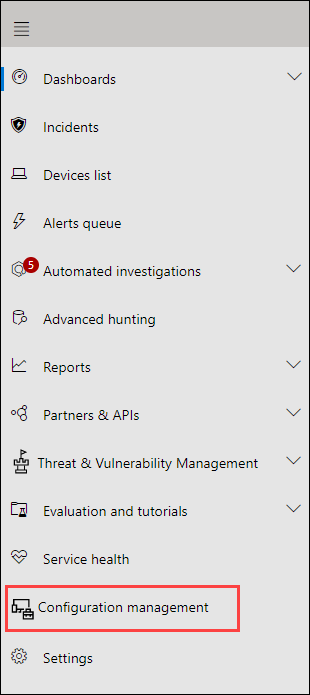 Dashboards
Incidents
Devices list
Alerts queue
5 Automated investigations
Advanced hunting
Reports
Partners & APIs
Threat & Vulnerability Management
Evaluation and tutorials
Service health
Configuration management
Settings